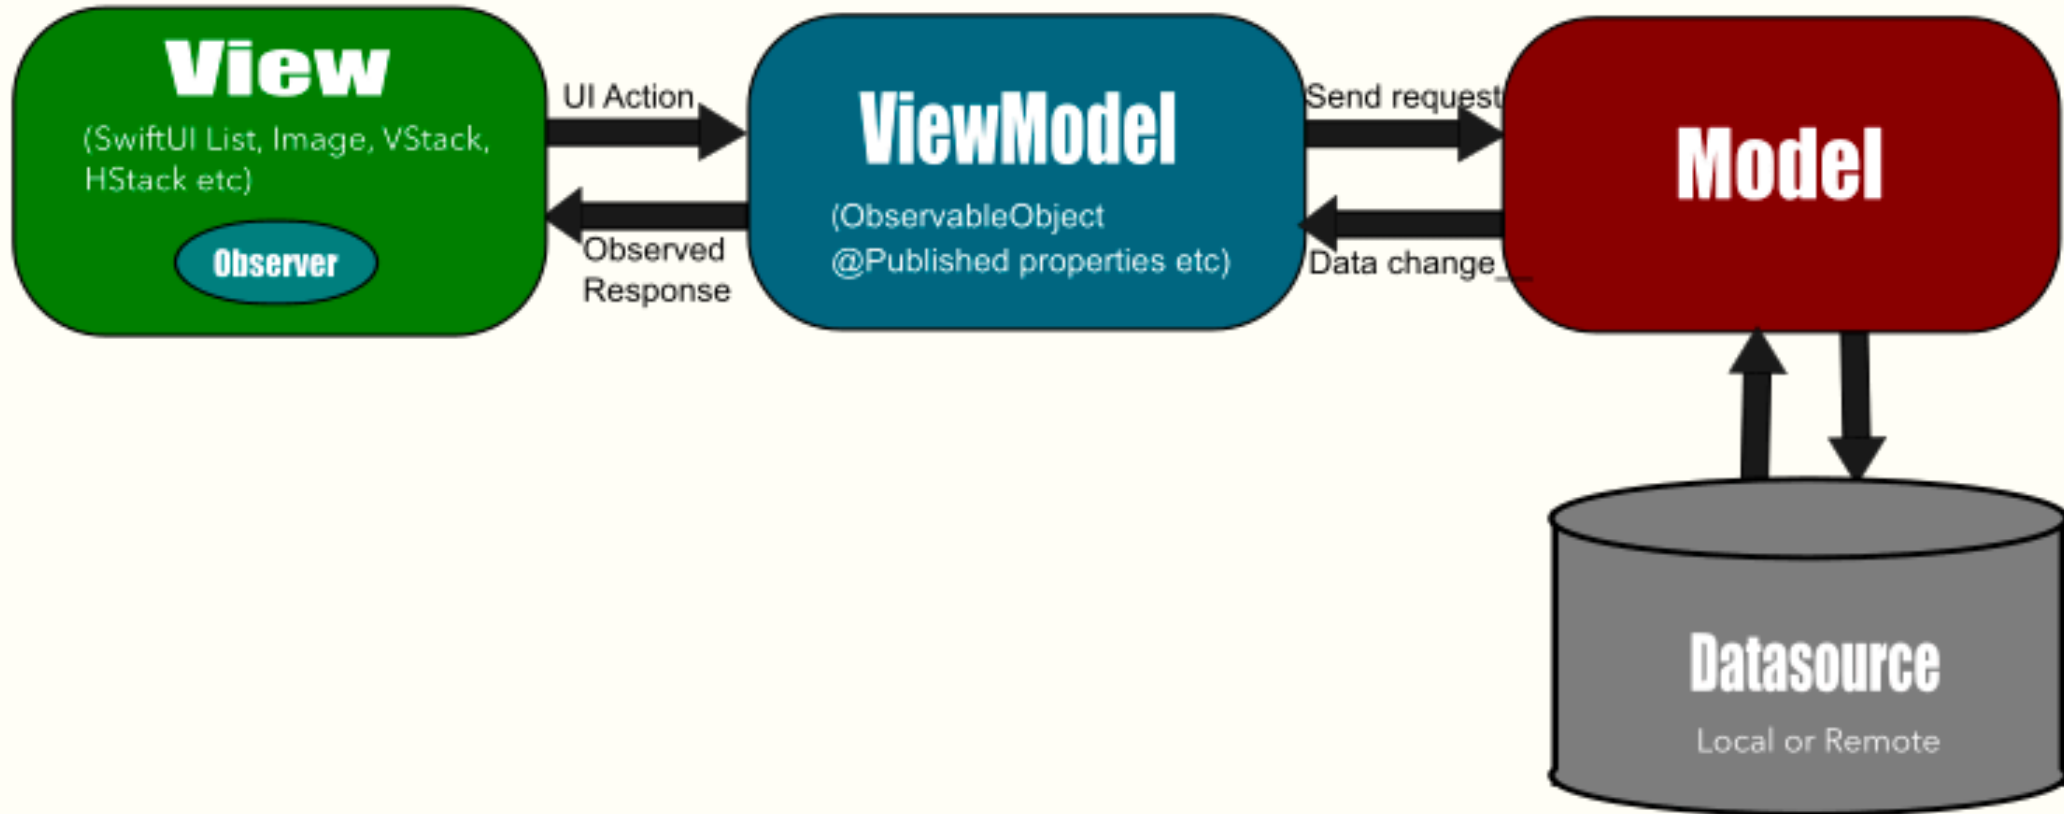 View
(SwiftUI List, Image, VStack,
HStack etc)
Observer
UI Action
Observed
Response
ViewModel
(ObservableObject
@Published properties etc)
Send request
Data change__
Model
Datasource
Local or Remote